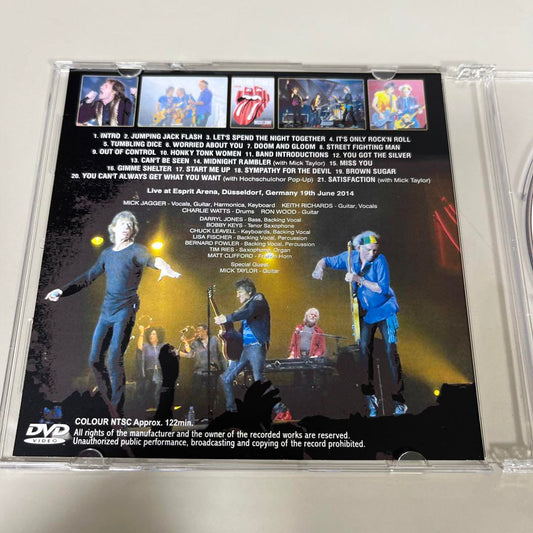 1. INTRO 2. JUMPING JACK FLASH 3. LET'S SPEND THE NIGHT TOGETHER 4. IT'S ONLY ROCK'N ROLL
5. TUMBLING DICE 6. WORRIED ABOUT YOU 7. DOOM AND GLOOM 8. STREET FIGHTING MAN
9. OUT OF CONTROL 10. HONKY TONK WOMEN 11. BAND INTRODUCTIONS 12. YOU GOT THE SILVER
13. CAN'T BE SEEN 14. MIDNIGHT RAMBLER (with Mick Taylor) 15. MISS YOU
16. GIMME SHELTER 17. START ME UP 18. SYMPATHY FOR THE DEVIL 19. BROWN SUGAR
20. YOU CAN'T ALWAYS GET WHAT YOU WANT (with Hochschulchor Pop-Up) 21. SATISFACTION (with Mick Taylor)
Live at Esprit Arena, Düsseldorf, Germany 19th June 2014
MICK JAGGER - Vocals, Guitar, Harmonica, Keyboard KEITH RICHARDS - Guitar, Vocals
CHARLIE WATTS - Drums RON WOOD - Guitar
DARRYL JONES - Bass, Backing Vocal
BOBBY KEYS - Tenor Saxophone
CHUCK LEAVELL - Keyboards, Backing Vocal
LISA FISCHER - Backing Vocal, Percussion
BERNARD FOWLER - Backing Vocal, Percussion
TIM RIES - Saxophone, Organ
MATT CLIFFORD - French Horn
Special Guest
MICK TAYLOR - Guitar
DVD
VIDEO
COLOUR NTSC Approx. 122min.
All rights of the manufacturer and the owner of the recorded works are reserved.
Unauthorized public performance, broadcasting and copying of the record prohibited.